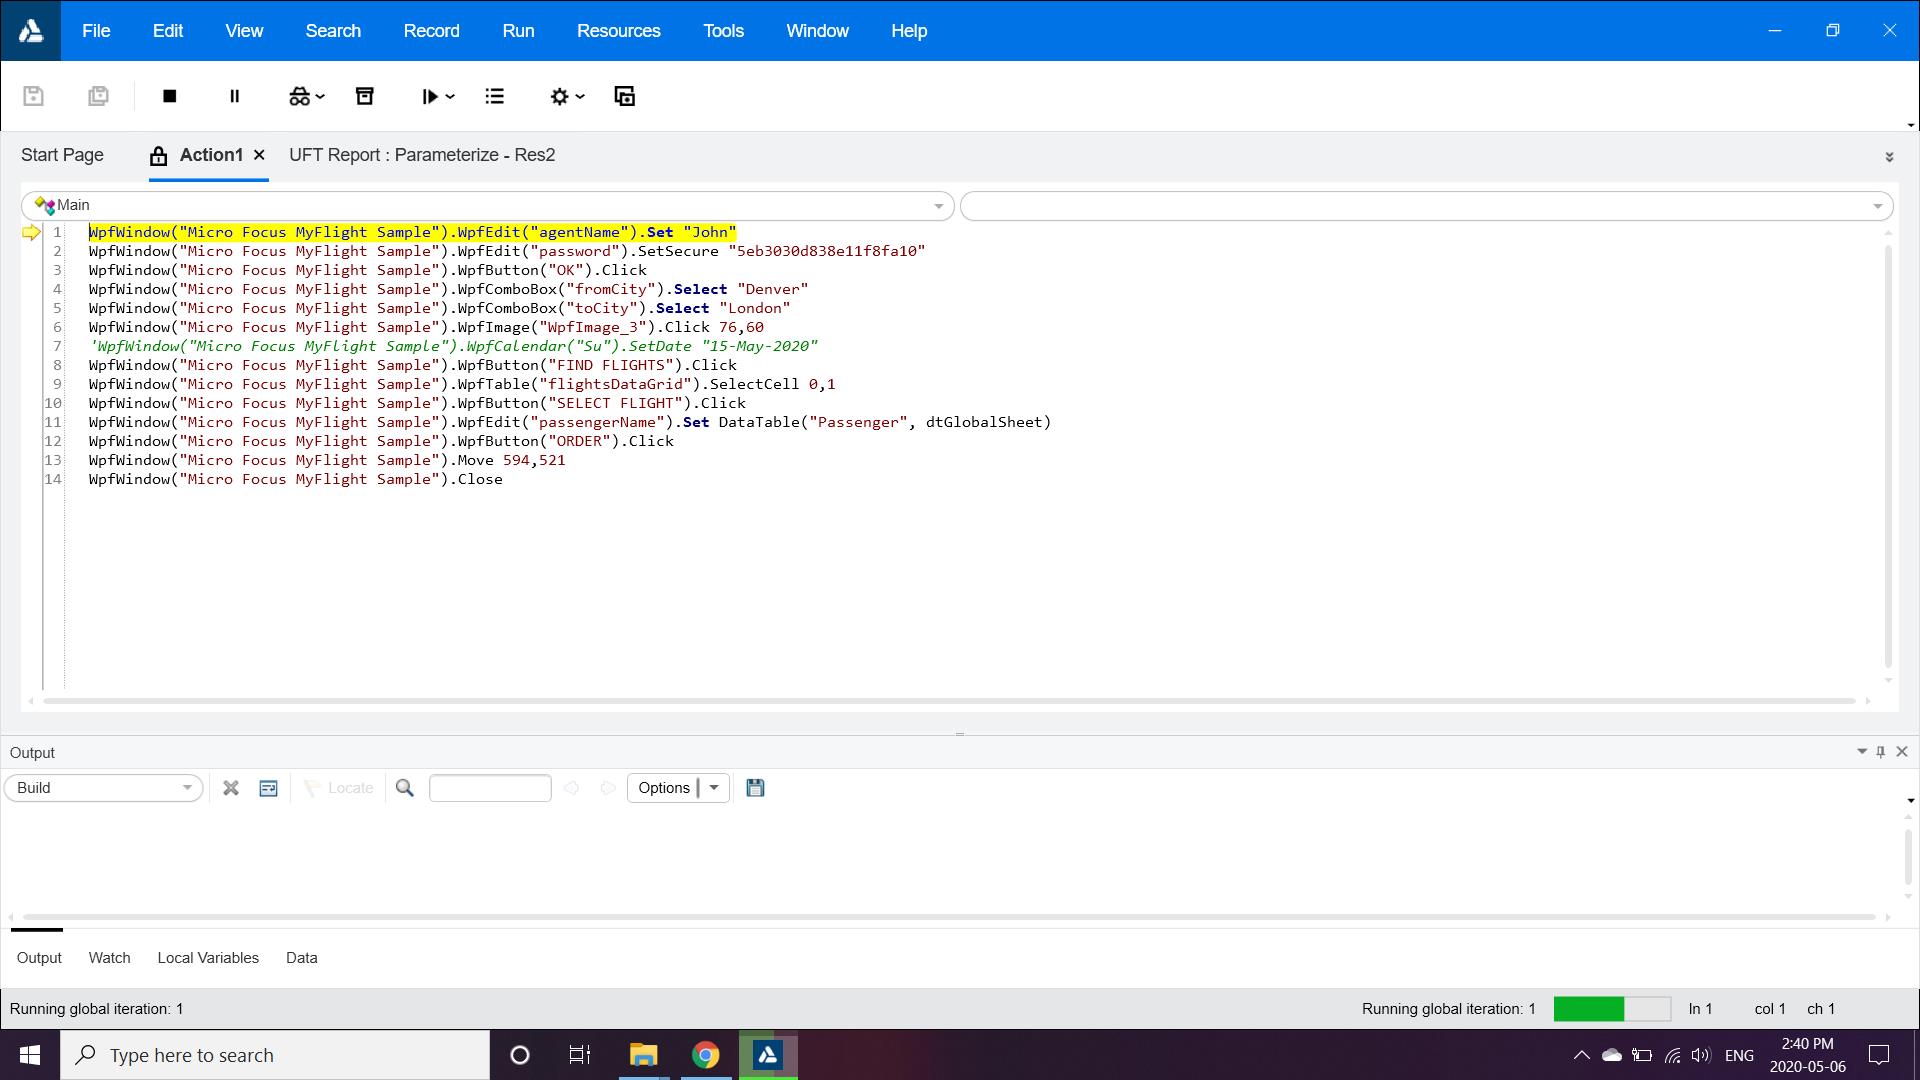 File Edit View Search Record Run Resources Tools Window Help
Start Page Action1 UFT Report : Parameterize - Res2
Main
1 WpfWindow("Micro Focus MyFlight Sample").WpfEdit("agentName").Set "John"
2 WpfWindow("Micro Focus MyFlight Sample").WpfEdit("password").SetSecure "5eb3030d838e11f8fa10"
3 WpfWindow("Micro Focus MyFlight Sample").WpfButton("OK").Click
4 WpfWindow("Micro Focus MyFlight Sample").WpfComboBox("fromCity").Select "Denver"
5 WpfWindow("Micro Focus MyFlight Sample").WpfComboBox("toCity").Select "London"
6 WpfWindow("Micro Focus MyFlight Sample").WpfImage("WpfImage_3").Click 76,60
7 'WpfWindow("Micro Focus MyFlight Sample").WpfCalendar("Su").SetDate "15-May-2020"
8 WpfWindow("Micro Focus MyFlight Sample").WpfButton("FIND FLIGHTS").Click
9 WpfWindow("Micro Focus MyFlight Sample").WpfTable("flightsDataGrid").SelectCell 0,1
10 WpfWindow("Micro Focus MyFlight Sample").WpfButton("SELECT FLIGHT").Click
11 WpfWindow("Micro Focus MyFlight Sample").WpfEdit("passengerName").Set DataTable("Passenger", dtGlobalSheet)
12 WpfWindow("Micro Focus MyFlight Sample").WpfButton("ORDER").Click
13 WpfWindow("Micro Focus MyFlight Sample").Move 594,521
14 WpfWindow("Micro Focus MyFlight Sample").Close
Output
Build Locate Options
Output Watch Local Variables Data
Running global iteration: 1 Running global iteration: 1 ln 1 col 1 ch 1
Type here to search ENG 2:40 PM
2020-05-06